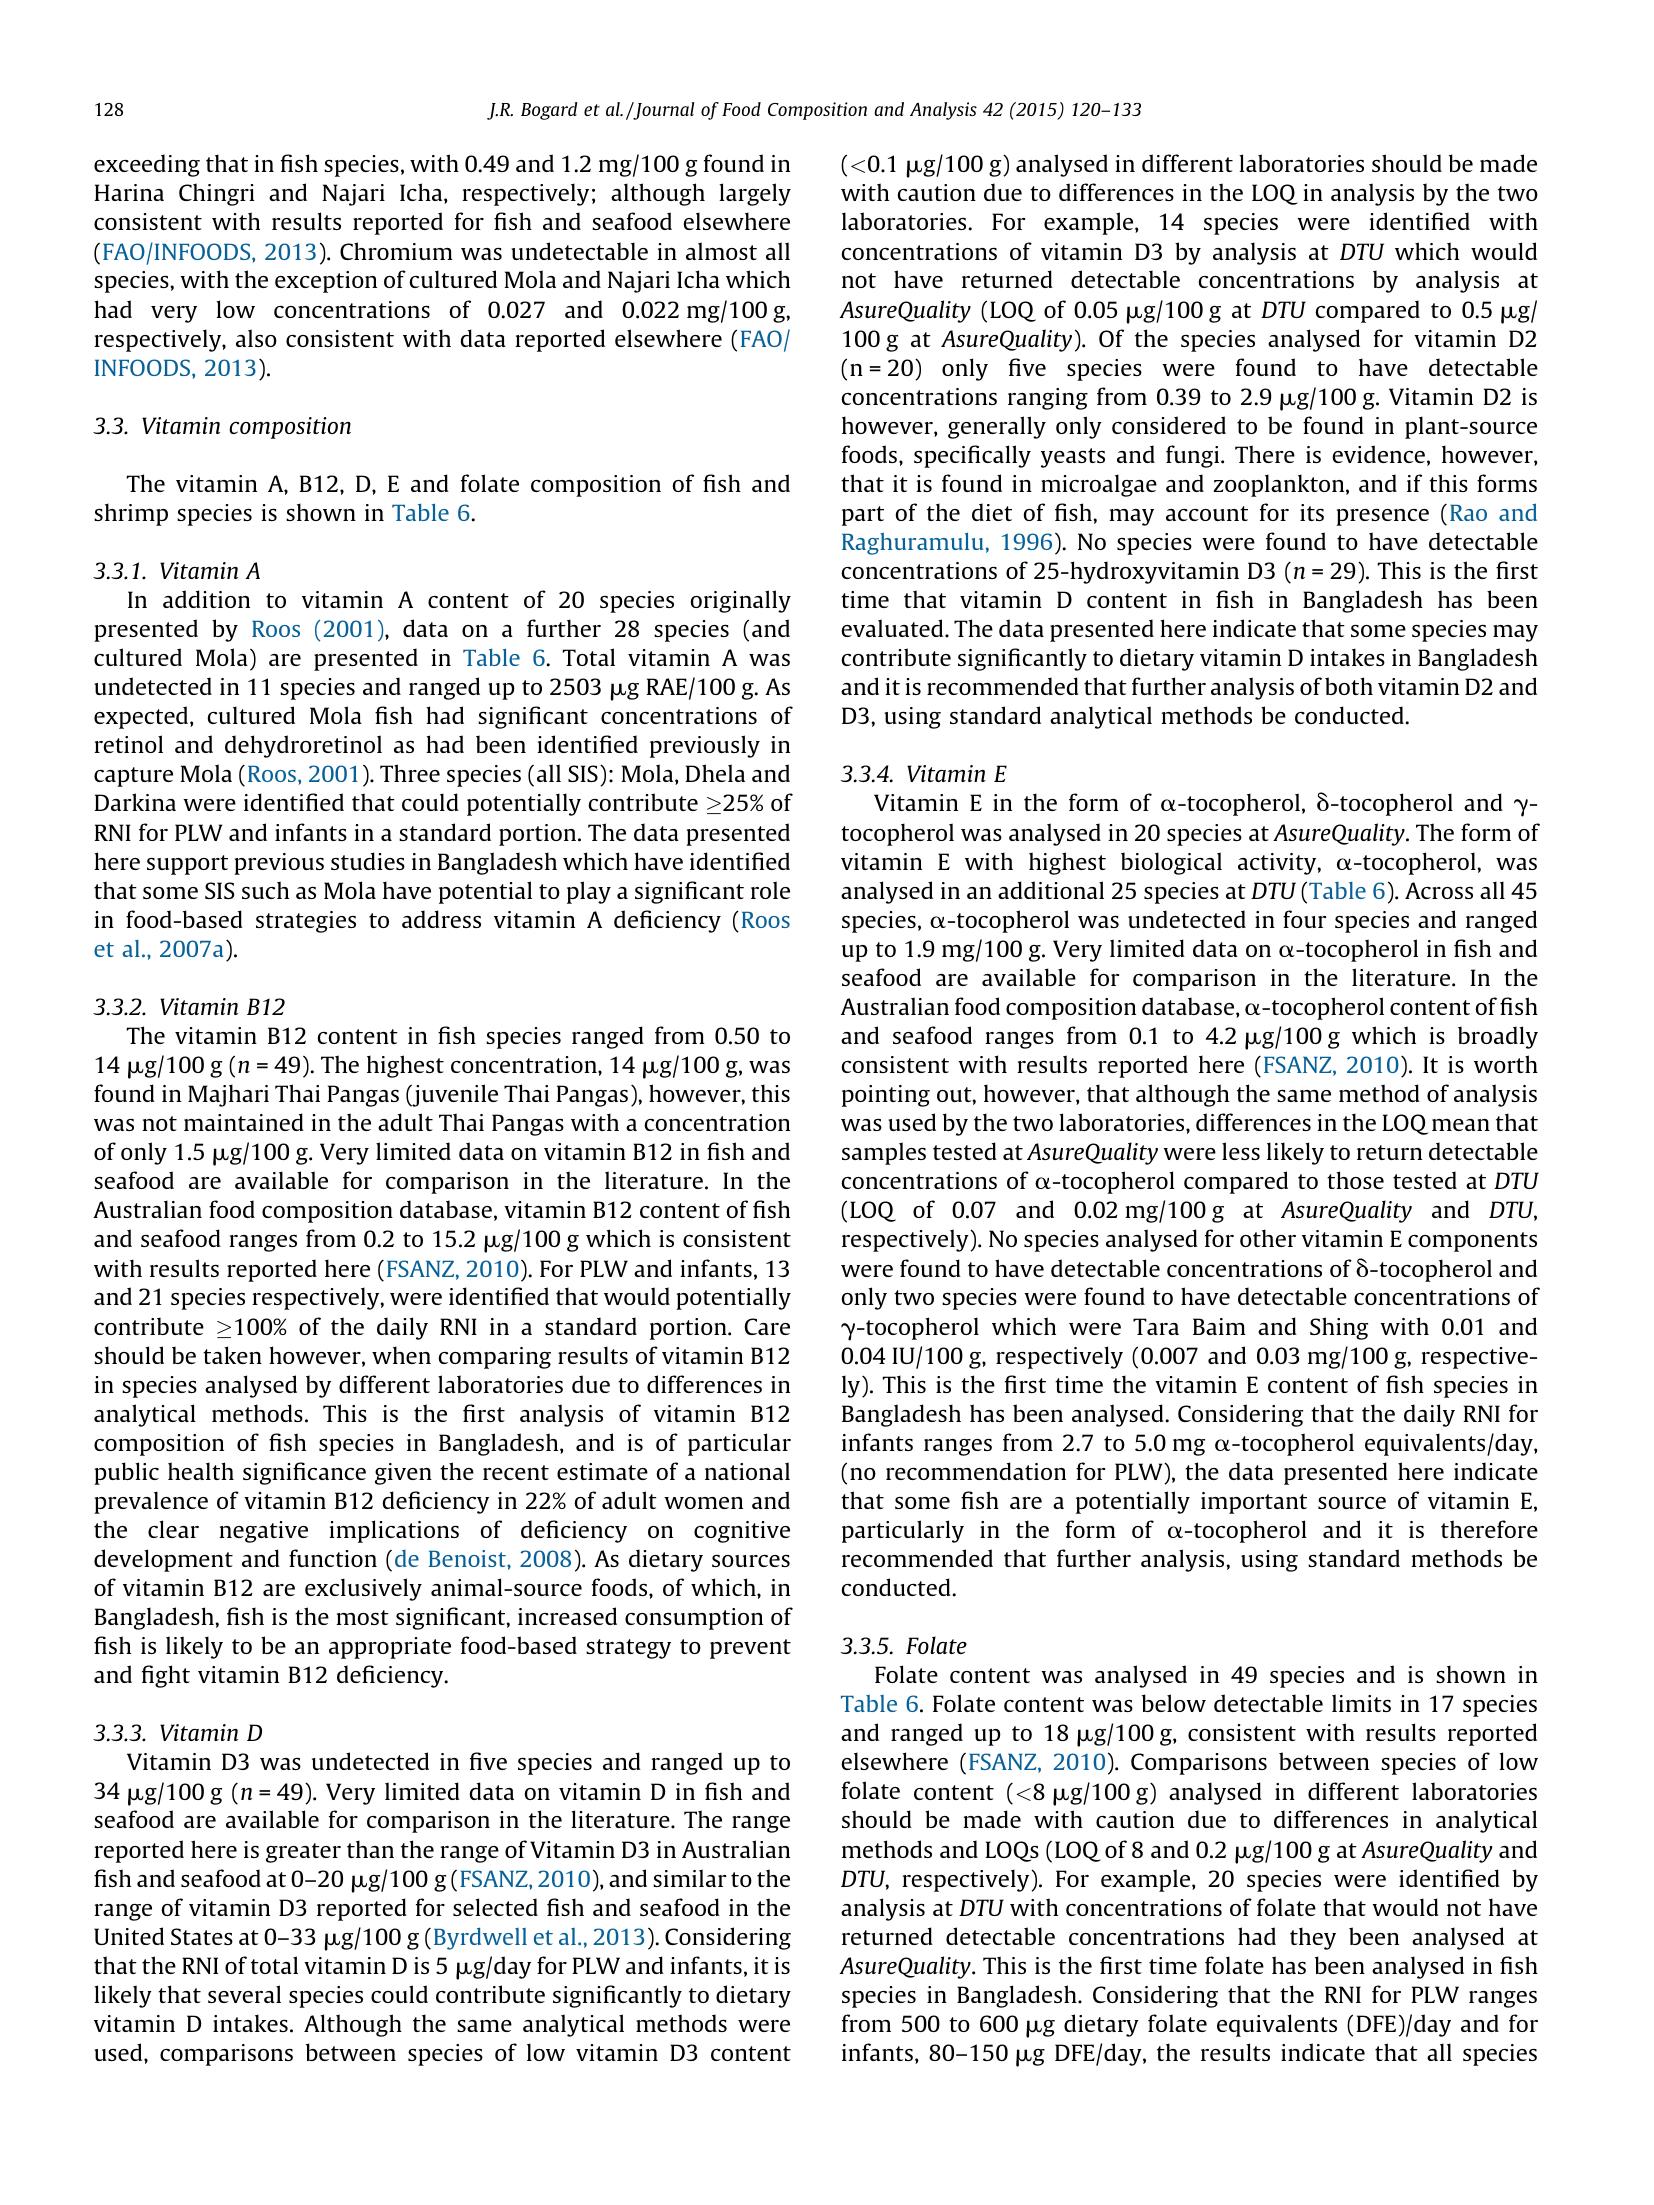 128
J.R. Bogard et al. / Journal of Food Composition and Analysis 42 (2015) 120–133
exceeding that in fish species, with 0.49 and 1.2 mg/100 g found in
Harina Chingri and Najari Icha, respectively; although largely
consistent with results reported for fish and seafood elsewhere
(FAO/INFOODS, 2013). Chromium was undetectable in almost all
species, with the exception of cultured Mola and Najari Icha which
had very low concentrations of 0.027 and 0.022 mg/100 g,
respectively, also consistent with data reported elsewhere (FAO/
INFOODS, 2013).
3.3. Vitamin composition
The vitamin A, B12, D, E and folate composition of fish and
shrimp species is shown in Table 6.
3.3.1. Vitamin A
In addition to vitamin A content of 20 species originally
presented by Roos (2001), data on a further 28 species (and
cultured Mola) are presented in Table 6. Total vitamin A was
undetected in 11 species and ranged up to 2503 μg RAE/100 g. As
expected, cultured Mola fish had significant concentrations of
retinol and dehydroretinol as had been identified previously in
capture Mola (Roos, 2001). Three species (all SIS): Mola, Dhela and
Darkina were identified that could potentially contribute ≥25% of
RNI for PLW and infants in a standard portion. The data presented
here support previous studies in Bangladesh which have identified
that some SIS such as Mola have potential to play a significant role
in food-based strategies to address vitamin A deficiency (Roos
et al., 2007a).
3.3.2. Vitamin B12
The vitamin B12 content in fish species ranged from 0.50 to
14 μg/100 g (n = 49). The highest concentration, 14 μg/100 g, was
found in Majhari Thai Pangas (juvenile Thai Pangas), however, this
was not maintained in the adult Thai Pangas with a concentration
of only 1.5 μg/100 g. Very limited data on vitamin B12 in fish and
seafood are available for comparison in the literature. In the
Australian food composition database, vitamin B12 content of fish
and seafood ranges from 0.2 to 15.2 μg/100 g which is consistent
with results reported here (FSANZ, 2010). For PLW and infants, 13
and 21 species respectively, were identified that would potentially
contribute ≥100% of the daily RNI in a standard portion. Care
should be taken however, when comparing results of vitamin B12
in species analysed by different laboratories due to differences in
analytical methods. This is the first analysis of vitamin B12
composition of fish species in Bangladesh, and is of particular
public health significance given the recent estimate of a national
prevalence of vitamin B12 deficiency in 22% of adult women and
the clear negative implications of deficiency on cognitive
development and function (de Benoist, 2008). As dietary sources
of vitamin B12 are exclusively animal-source foods, of which, in
Bangladesh, fish is the most significant, increased consumption of
fish is likely to be an appropriate food-based strategy to prevent
and fight vitamin B12 deficiency.
3.3.3. Vitamin D
Vitamin D3 was undetected in five species and ranged up to
34 μg/100 g (n = 49). Very limited data on vitamin D in fish and
seafood are available for comparison in the literature. The range
reported here is greater than the range of Vitamin D3 in Australian
fish and seafood at 0–20 μg/100 g (FSANZ, 2010), and similar to the
range of vitamin D3 reported for selected fish and seafood in the
United States at 0–33 μg/100 g (Byrdwell et al., 2013). Considering
that the RNI of total vitamin D is 5 μg/day for PLW and infants, it is
likely that several species could contribute significantly to dietary
vitamin D intakes. Although the same analytical methods were
used, comparisons between species of low vitamin D3 content
(<0.1 μg/100 g) analysed in different laboratories should be made
with caution due to differences in the LOQ in analysis by the two
laboratories. For example, 14 species were identified with
concentrations of vitamin D3 by analysis at DTU which would
not have returned detectable concentrations by analysis at
AsureQuality (LOQ of 0.05 μg/100 g at DTU compared to 0.5 μg/
100 g at AsureQuality). Of the species analysed for vitamin D2
(n = 20) only five species were found to have detectable
concentrations ranging from 0.39 to 2.9 μg/100 g. Vitamin D2 is
however, generally only considered to be found in plant-source
foods, specifically yeasts and fungi. There is evidence, however,
that it is found in microalgae and zooplankton, and if this forms
part of the diet of fish, may account for its presence (Rao and
Raghuramulu, 1996). No species were found to have detectable
concentrations of 25-hydroxyvitamin D3 (n = 29). This is the first
time that vitamin D content in fish in Bangladesh has been
evaluated. The data presented here indicate that some species may
contribute significantly to dietary vitamin D intakes in Bangladesh
and it is recommended that further analysis of both vitamin D2 and
D3, using standard analytical methods be conducted.
3.3.4. Vitamin E
Vitamin E in the form of α-tocopherol, δ-tocopherol and γ-
tocopherol was analysed in 20 species at AsureQuality. The form of
vitamin E with highest biological activity, α-tocopherol, was
analysed in an additional 25 species at DTU (Table 6). Across all 45
species, α-tocopherol was undetected in four species and ranged
up to 1.9 mg/100 g. Very limited data on α-tocopherol in fish and
seafood are available for comparison in the literature. In the
Australian food composition database, α-tocopherol content of fish
and seafood ranges from 0.1 to 4.2 μg/100 g which is broadly
consistent with results reported here (FSANZ, 2010). It is worth
pointing out, however, that although the same method of analysis
was used by the two laboratories, differences in the LOQ mean that
samples tested at AsureQuality were less likely to return detectable
concentrations of α-tocopherol compared to those tested at DTU
(LOQ of 0.07 and 0.02 mg/100 g at AsureQuality and DTU,
respectively). No species analysed for other vitamin E components
were found to have detectable concentrations of δ-tocopherol and
only two species were found to have detectable concentrations of
γ-tocopherol which were Tara Baim and Shing with 0.01 and
0.04 IU/100 g, respectively (0.007 and 0.03 mg/100 g, respective-
ly). This is the first time the vitamin E content of fish species in
Bangladesh has been analysed. Considering that the daily RNI for
infants ranges from 2.7 to 5.0 mg α-tocopherol equivalents/day,
(no recommendation for PLW), the data presented here indicate
that some fish are a potentially important source of vitamin E,
particularly in the form of α-tocopherol and it is therefore
recommended that further analysis, using standard methods be
conducted.
3.3.5. Folate
Folate content was analysed in 49 species and is shown in
Table 6. Folate content was below detectable limits in 17 species
and ranged up to 18 μg/100 g, consistent with results reported
elsewhere (FSANZ, 2010). Comparisons between species of low
folate content (<8 μg/100 g) analysed in different laboratories
should be made with caution due to differences in analytical
methods and LOQs (LOQ of 8 and 0.2 μg/100 g at AsureQuality and
DTU, respectively). For example, 20 species were identified by
analysis at DTU with concentrations of folate that would not have
returned detectable concentrations had they been analysed at
AsureQuality. This is the first time folate has been analysed in fish
species in Bangladesh. Considering that the RNI for PLW ranges
from 500 to 600 μg dietary folate equivalents (DFE)/day and for
infants, 80–150 μg DFE/day, the results indicate that all species